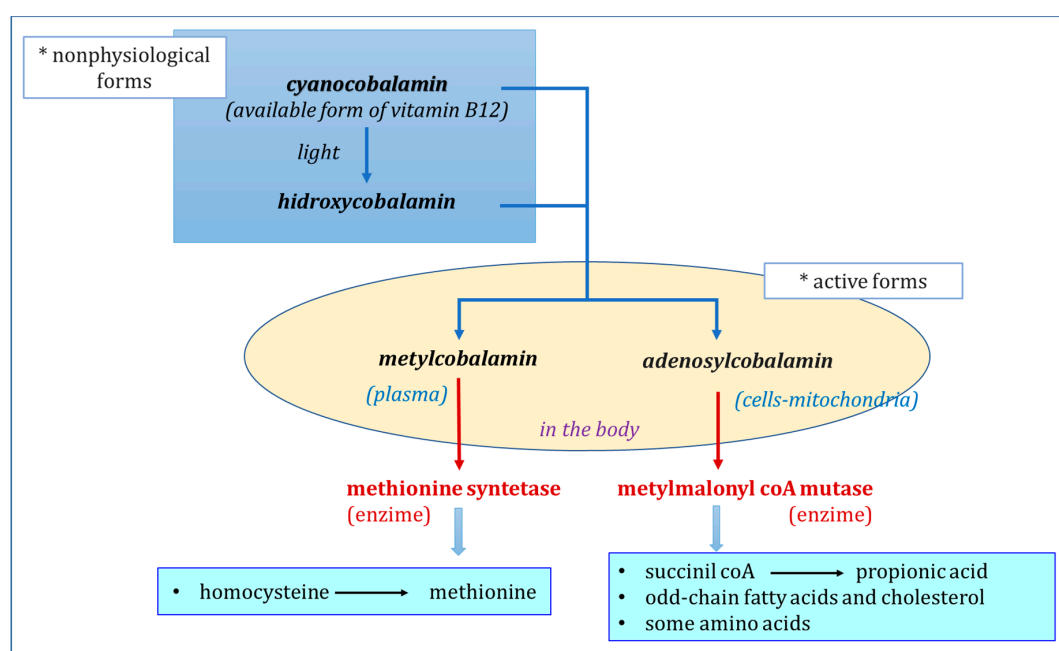 * nonphysiological
forms
cyanocobalamin
(available form of vitamin B12)
light
hidroxycobalamin
* active forms
metylcobalamin
adenosylcobalamin
(plasma)
(cells-mitochondria)
in the body
methionine syntetase
(enzime)
metylmalonyl coA mutase
(enzime)
• homocysteine methionine
• succinil coA propionic acid
• odd-chain fatty acids and cholesterol
• some amino acids